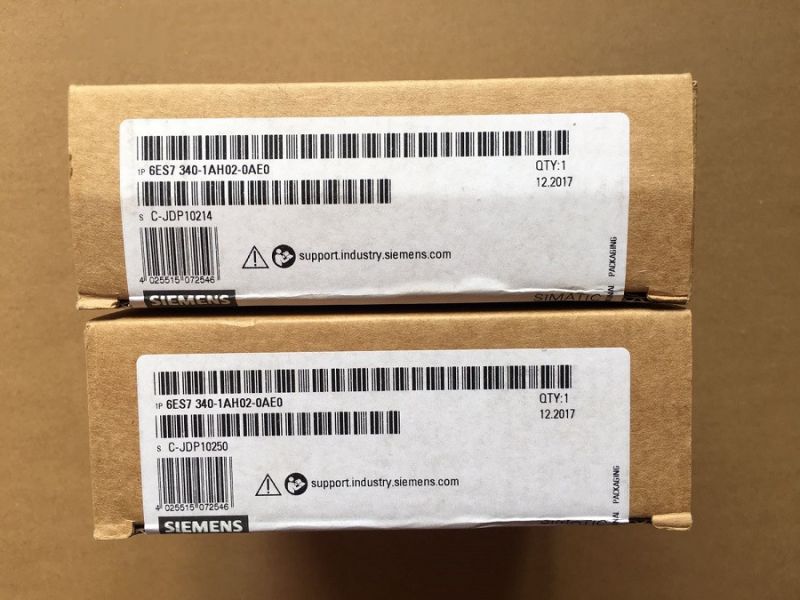 1P 6ES7 340-1AH02-0AE0
QTY:1
12.2017
S C-JDP10214
support.industry.siemens.com
4 025515 072546
SIEMENS
SIMATIC
PACKAGING
1P 6ES7 340-1AH02-0AE0
QTY:1
12.2017
S C-JDP10250
support.industry.siemens.com
4 025515 072546
SIEMENS
SIMATIC
PACKAGING